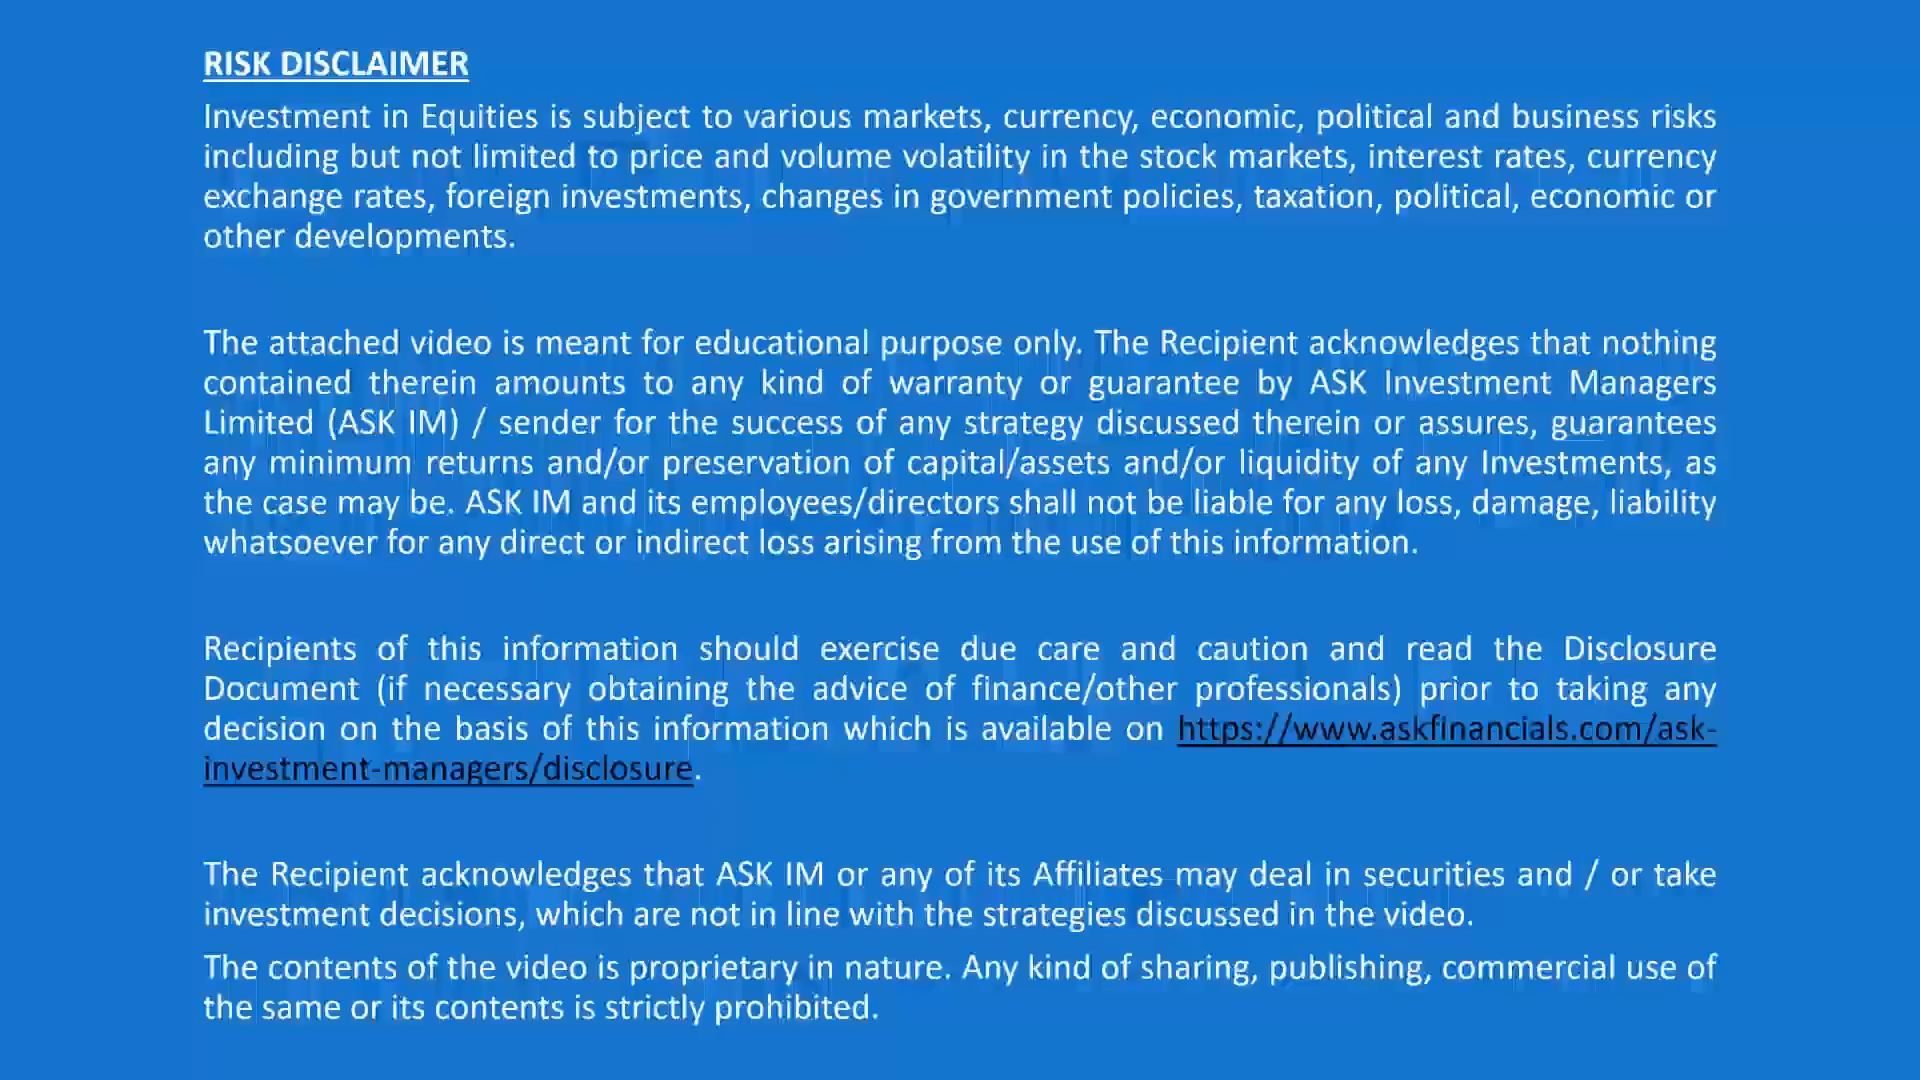 RISK DISCLAIMER
Investment in Equities is subject to various markets, currency, economic, political and business risks
including but not limited to price and volume volatility in the stock markets, interest rates, currency
exchange rates, foreign investments, changes in government policies, taxation, political, economic or
other developments.
The attached video is meant for educational purpose only. The Recipient acknowledges that nothing
contained therein amounts to any kind of warranty or guarantee by ASK Investment Managers
Limited (ASK IM) / sender for the success of any strategy discussed therein or assures, guarantees
any minimum returns and/or preservation of capital/assets and/or liquidity of any Investments, as
the case may be. ASK IM and its employees/directors shall not be liable for any loss, damage, liability
whatsoever for any direct or indirect loss arising from the use of this information.
Recipients of this information should exercise due care and caution and read the Disclosure
Document (if necessary obtaining the advice of finance/other professionals) prior to taking any
decision on the basis of this information which is available on https://www.askfinancials.com/ask-
investment-managers/disclosure.
The Recipient acknowledges that ASK IM or any of its Affiliates may deal in securities and / or take
investment decisions, which are not in line with the strategies discussed in the video.
The contents of the video is proprietary in nature. Any kind of sharing, publishing, commercial use of
the same or its contents is strictly prohibited.